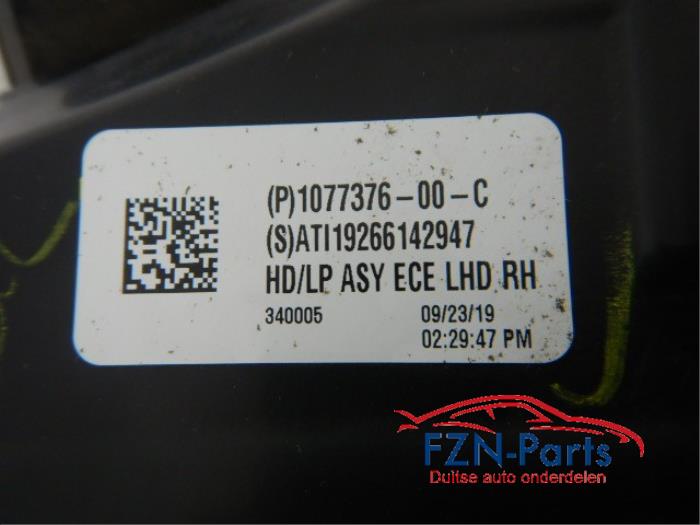 (P)1077376-00-C
(S)ATI19266142947
HD/LP ASY ECE LHD RH
340005 09/23/19
02:29:47 PM
FZN-Parts
Duitse auto onderdelen